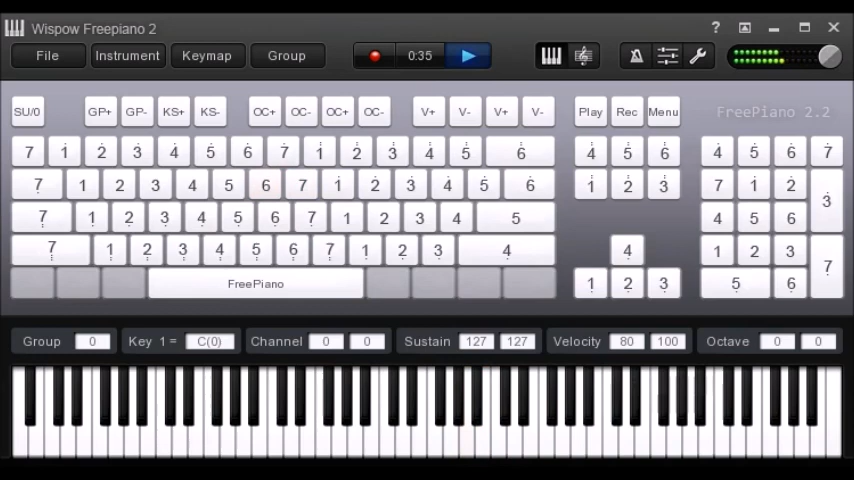 Wispow Freepiano 2 ?
File Instrument Keymap Group 0:35
SU/0 GP+ GP- KS+ KS- OC+ OC- OC+ OC- V+ V- V+ V- Play Rec Menu FreePiano 2.2
7 1 2 3 4 5 6 7 1 2 3 4 5 6 4 5 6 4 5 6 7
7 1 2 3 4 5 6 7 1 2 3 4 5 6 1 2 3 7 1 2 3
7 1 2 3 4 5 6 7 1 2 3 4 5 4 5 6
7 1 2 3 4 5 6 7 1 2 3 4 4 1 2 3 7
FreePiano 1 2 3 5 6
Group 0 Key 1 = C(0) Channel 0 0 Sustain 127 127 Velocity 80 100 Octave 0 0